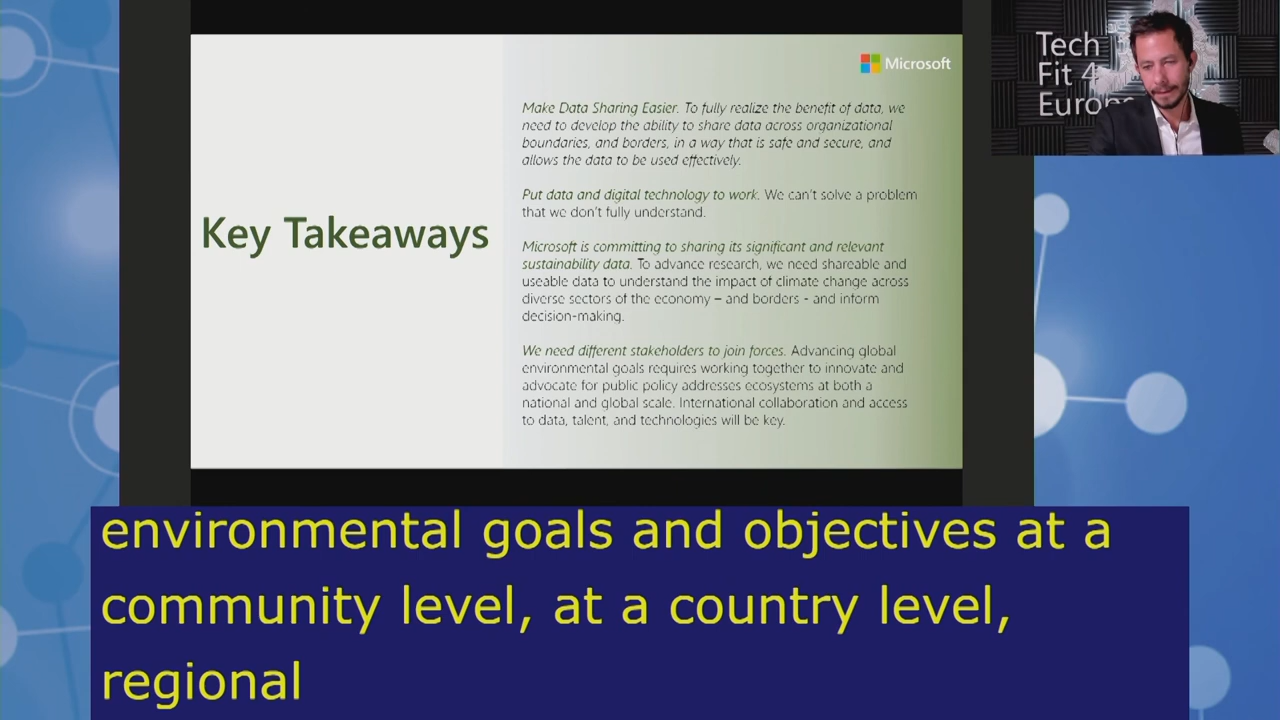 Microsoft
Tech
Fit 4
Europe
Key Takeaways
Make Data Sharing Easier. To fully realize the benefit of data, we
need to develop the ability to share data across organizational
boundaries, and borders, in a way that is safe and secure, and
allows the data to be used effectively.
Put data and digital technology to work. We can't solve a problem
that we don't fully understand.
Microsoft is committing to sharing its significant and relevant
sustainability data. To advance research, we need shareable and
useable data to understand the impact of climate change across
diverse sectors of the economy – and borders - and inform
decision-making.
We need different stakeholders to join forces. Advancing global
environmental goals requires working together to innovate and
advocate for public policy addresses ecosystems at both a
national and global scale. International collaboration and access
to data, talent, and technologies will be key.
environmental goals and objectives at a
community level, at a country level,
regional